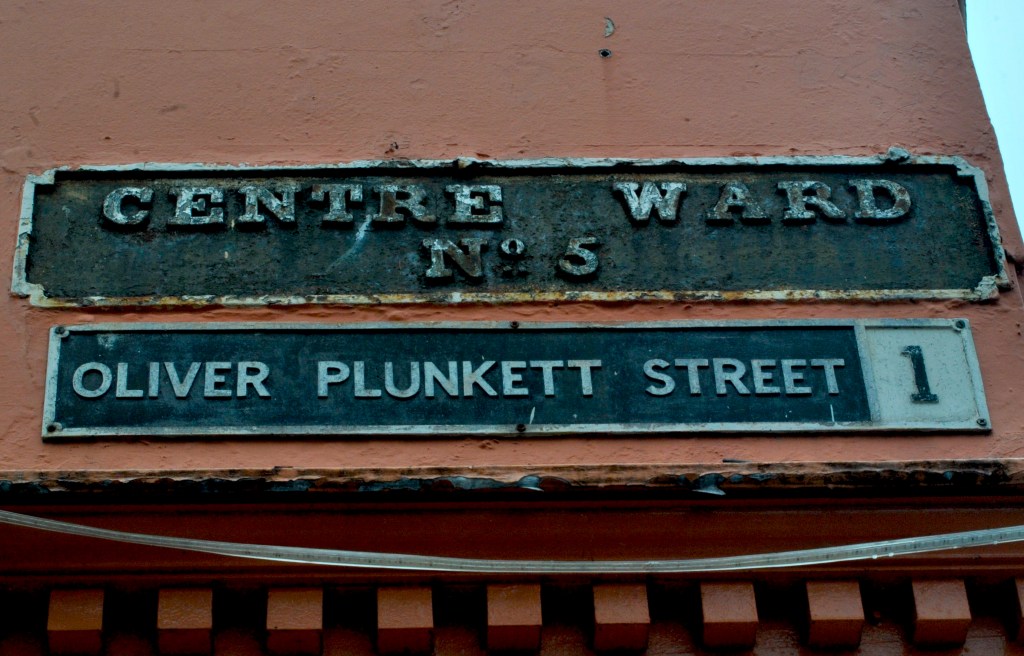 CENTRE WARD
Nº 5
OLIVER PLUNKETT STREET 1